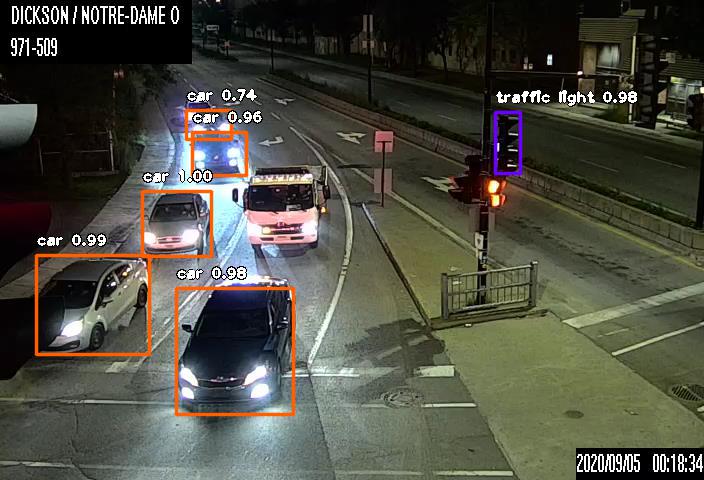 DICKSON / NOTRE-DAME O
971-509
car 0.74
traffic light 0.98
car 0.96
car 1.00
car 0.99
car 0.98
2020/09/05 00:18:34